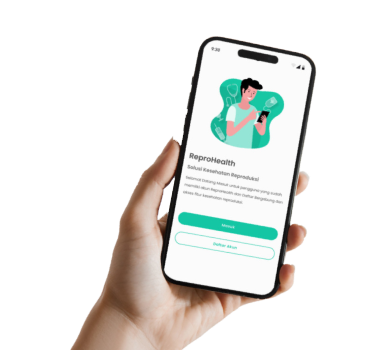 9:30
ReproHealth
Solusi Kesehatan Reproduksi
Selamat Datang Masuk untuk pengguna yang sudah
memiliki akun ReproHealth dan Daftar Bergabung dan
akses fitur kesehatan reproduksi
Masuk
Daftar akun